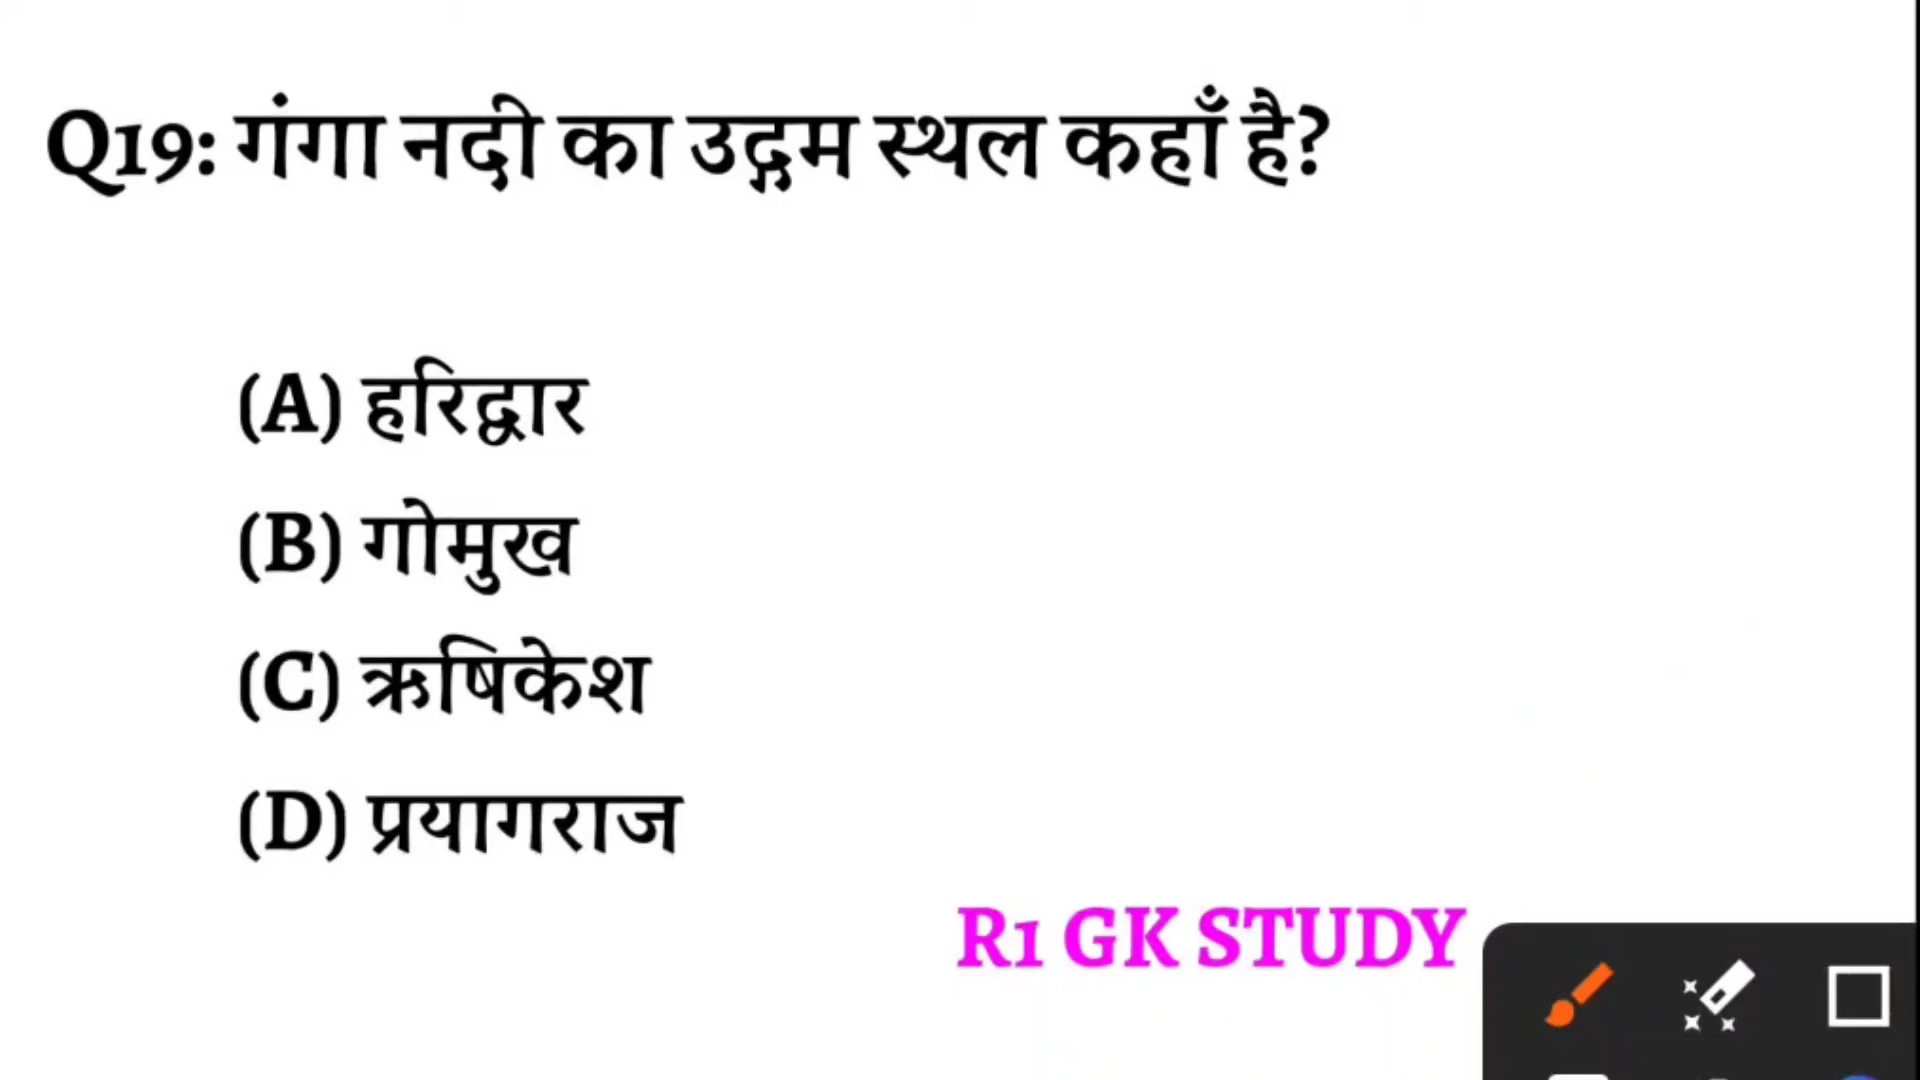 Q19: गंगा नदी का उद्गम स्थल कहाँ है?
(A) हरिद्वार
(B) गोमुख
(C) ऋषिकेश
(D) प्रयागराज
R1 GK STUDY